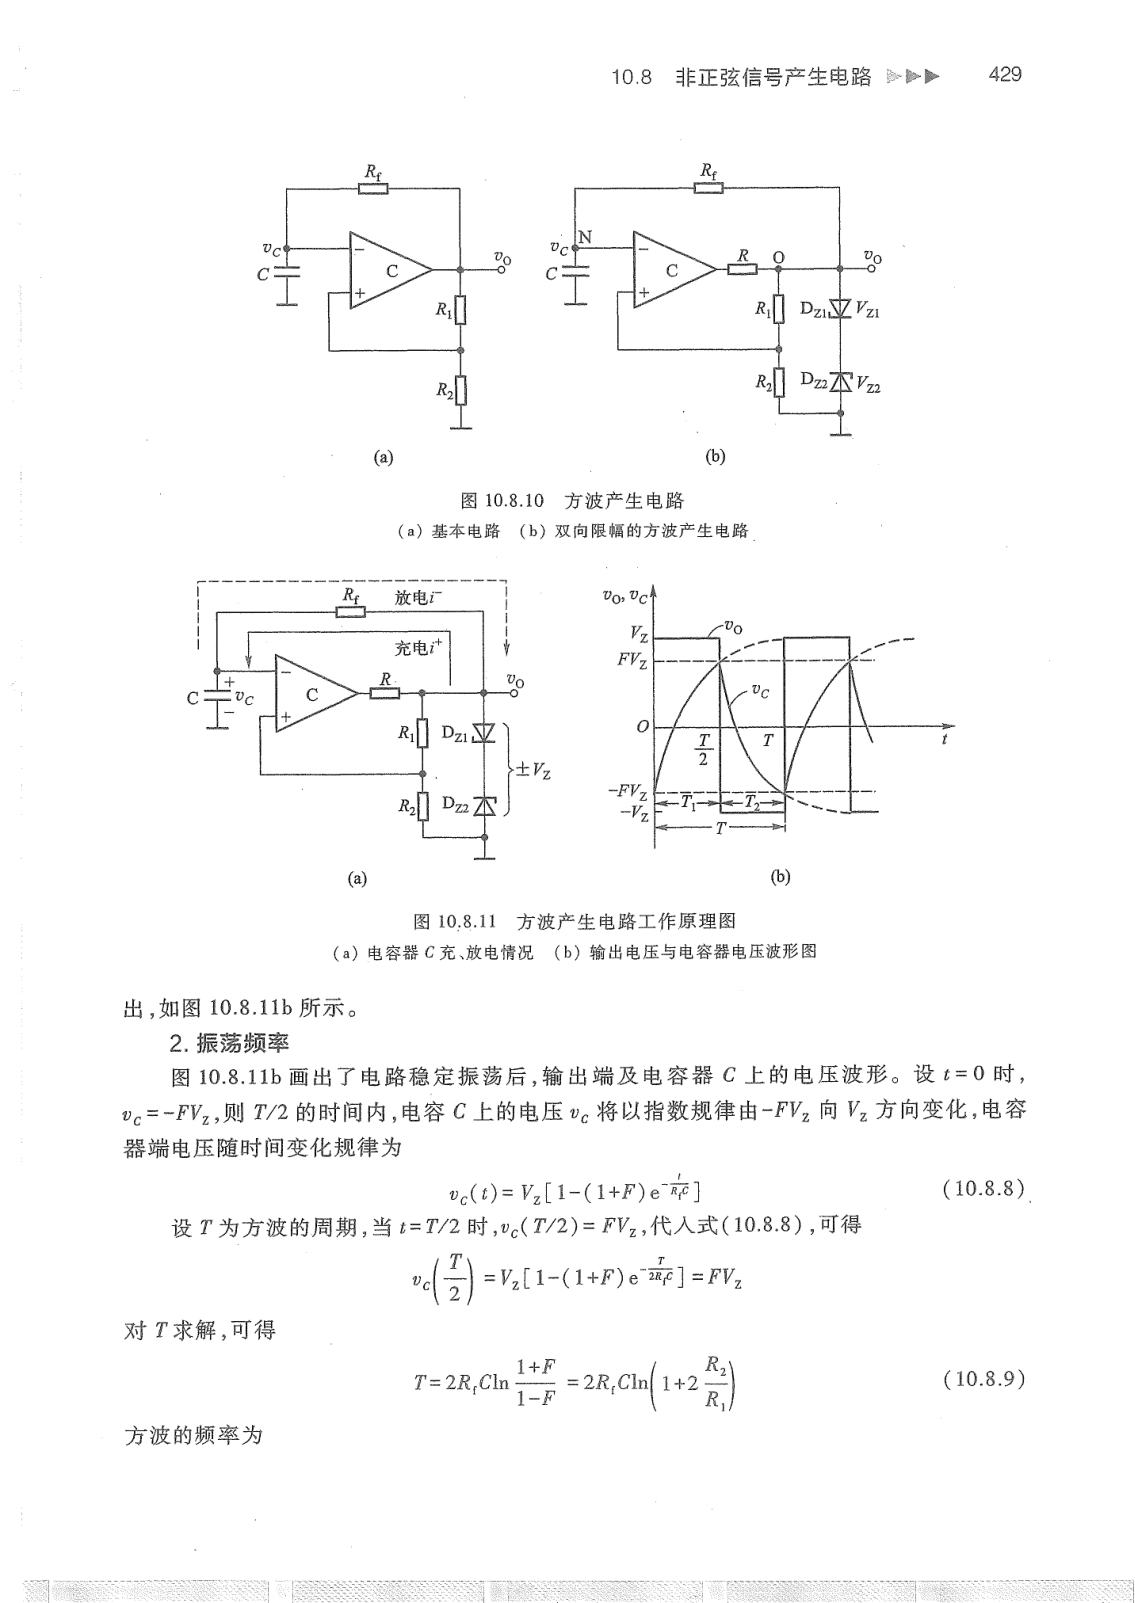 10.8 非正弦信号产生电路 429
R_f
v_C
C
C
v_O
R_1
R_2
(a)
R_f
v_C
N
C
C
R
O
v_O
R_1
D_Z1
V_Z1
R_2
D_Z2
V_Z2
(b)
图 10.8.10 方波产生电路
(a) 基本电路 (b) 双向限幅的方波产生电路
R_f 放电i⁻
充电i⁺
C
v_C
C
R
v_O
R_1
D_Z1
±V_Z
R_2
D_Z2
(a)
v_O, v_C
V_Z
v_O
FV_Z
v_C
O
T/2
T
t
-FV_Z
T_1
T_2
-V_Z
T
(b)
图 10.8.11 方波产生电路工作原理图
(a) 电容器 C 充、放电情况 (b) 输出电压与电容器电压波形图
出,如图 10.8.11b 所示。
2. 振荡频率
图 10.8.11b 画出了电路稳定振荡后,输出端及电容器 C 上的电压波形。设 t=0 时,
v_C=-FV_Z,则 T/2 的时间内,电容 C 上的电压 v_C 将以指数规律由-FV_Z 向 V_Z 方向变化,电容
器端电压随时间变化规律为
v_C(t)=V_Z[1-(1+F)e^{-t/(R_fC)}] (10.8.8)
设 T 为方波的周期,当 t=T/2 时,v_C(T/2)=FV_Z,代入式(10.8.8),可得
v_C(T/2)=V_Z[1-(1+F)e^{-T/(2R_fC)}]=FV_Z
对 T 求解,可得
T=2R_fCln (1+F)/(1-F) =2R_fCln(1+2 R_2/R_1) (10.8.9)
方波的频率为